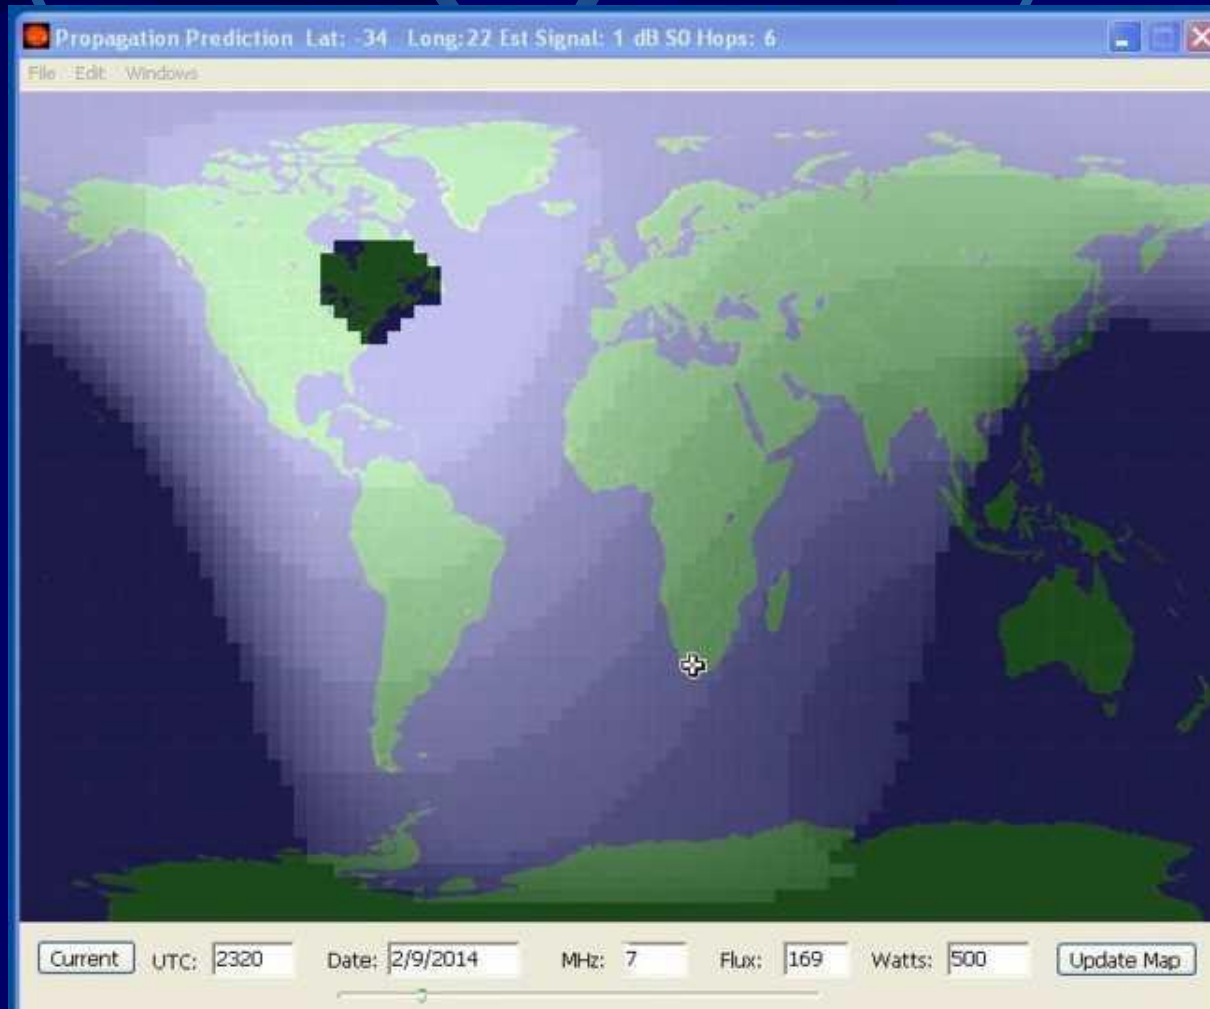 Propagation Prediction Lat: -34 Long:22 Est Signal: 1 dB S0 Hops: 6
File Edit Windows
Current UTC: 2320 Date: 2/9/2014 MHz: 7 Flux: 169 Watts: 500 Update Map